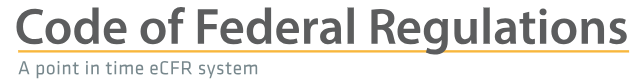 Code of Federal Regulations
A point in time eCFR system